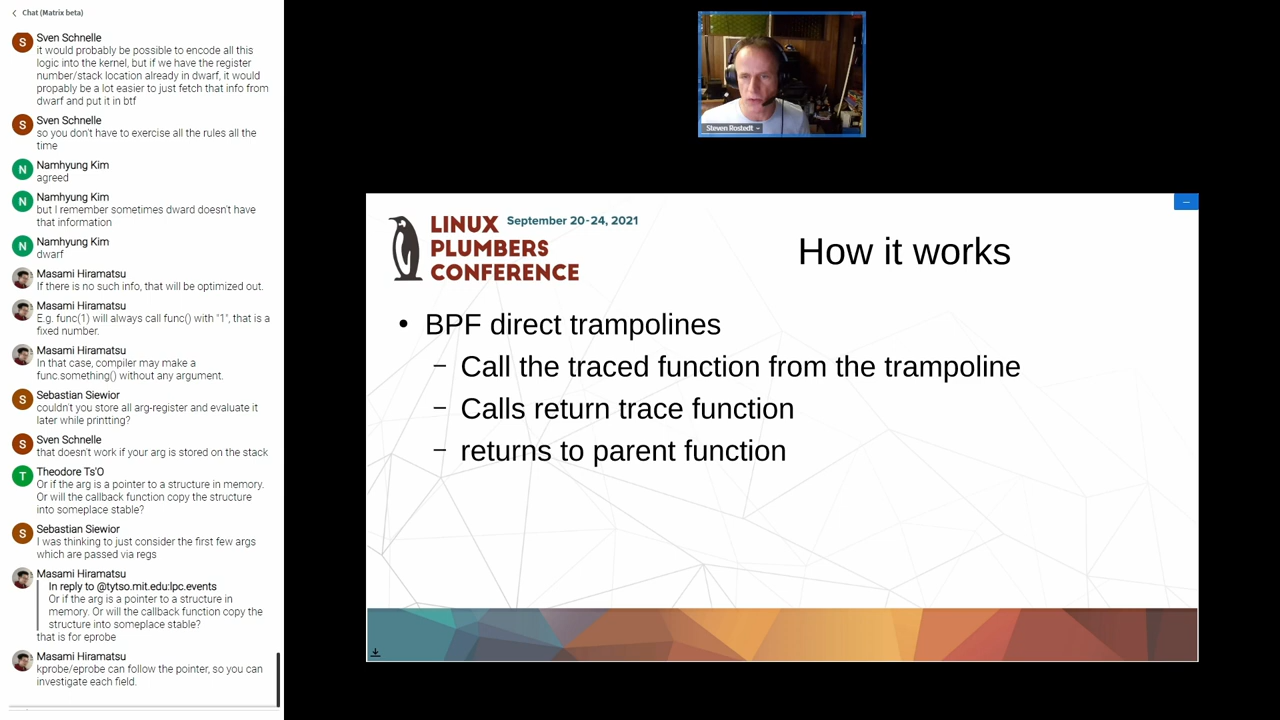 Chat (Matrix beta)
S
Sven Schnelle
it would probably be possible to encode all this
logic into the kernel, but if we have the register
number/stack location already in dwarf, it would
propably be a lot easier to just fetch that info from
dwarf and put it in btf
S
Sven Schnelle
so you don't have to exercise all the rules all the
time
N
Namhyung Kim
agreed
N
Namhyung Kim
but I remember sometimes dward doesn't have
that information
N
Namhyung Kim
dwarf
Masami Hiramatsu
If there is no such info, that will be optimized out.
Masami Hiramatsu
E.g. func(1) will always call func() with "1", that is a
fixed number.
Masami Hiramatsu
In that case, compiler may make a
func.something() without any argument.
S
Sebastian Siewior
couldn't you store all arg-register and evaluate it
later while printting?
S
Sven Schnelle
that doesn't work if your arg is stored on the stack
T
Theodore Ts'O
Or if the arg is a pointer to a structure in memory.
Or will the callback function copy the structure
into someplace stable?
S
Sebastian Siewior
I was thinking to just consider the first few args
which are passed via regs
Masami Hiramatsu
In reply to @tytso.mit.edu:lpc.events
Or if the arg is a pointer to a structure in
memory. Or will the callback function copy the
structure into someplace stable?
that is for eprobe
Masami Hiramatsu
kprobe/eprobe can follow the pointer, so you can
investigate each field.
Steven Rostedt
LINUX
PLUMBERS
CONFERENCE
September 20-24, 2021
How it works
• BPF direct trampolines
– Call the traced function from the trampoline
– Calls return trace function
– returns to parent function